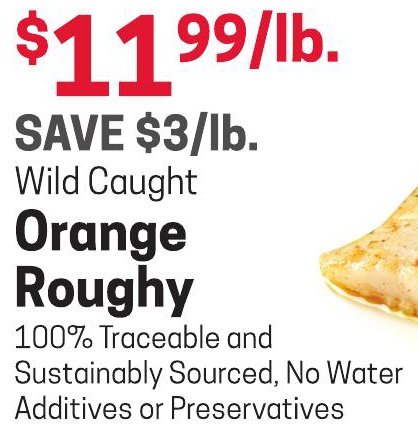 $11 99/lb.
SAVE $3/lb.
Wild Caught
Orange
Roughy
100% Traceable and
Sustainably Sourced, No Water
Additives or Preservatives